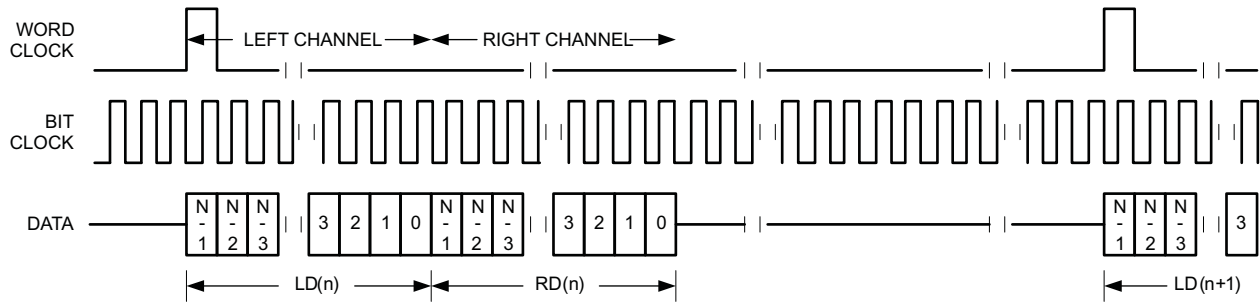 WORD
CLOCK
LEFT CHANNEL
RIGHT CHANNEL
BIT
CLOCK
DATA
N-1 N-2 N-3 3 2 1 0 N-1 N-2 N-3 3 2 1 0 N-1 N-2 N-3 3
LD(n) RD(n) LD(n+1)